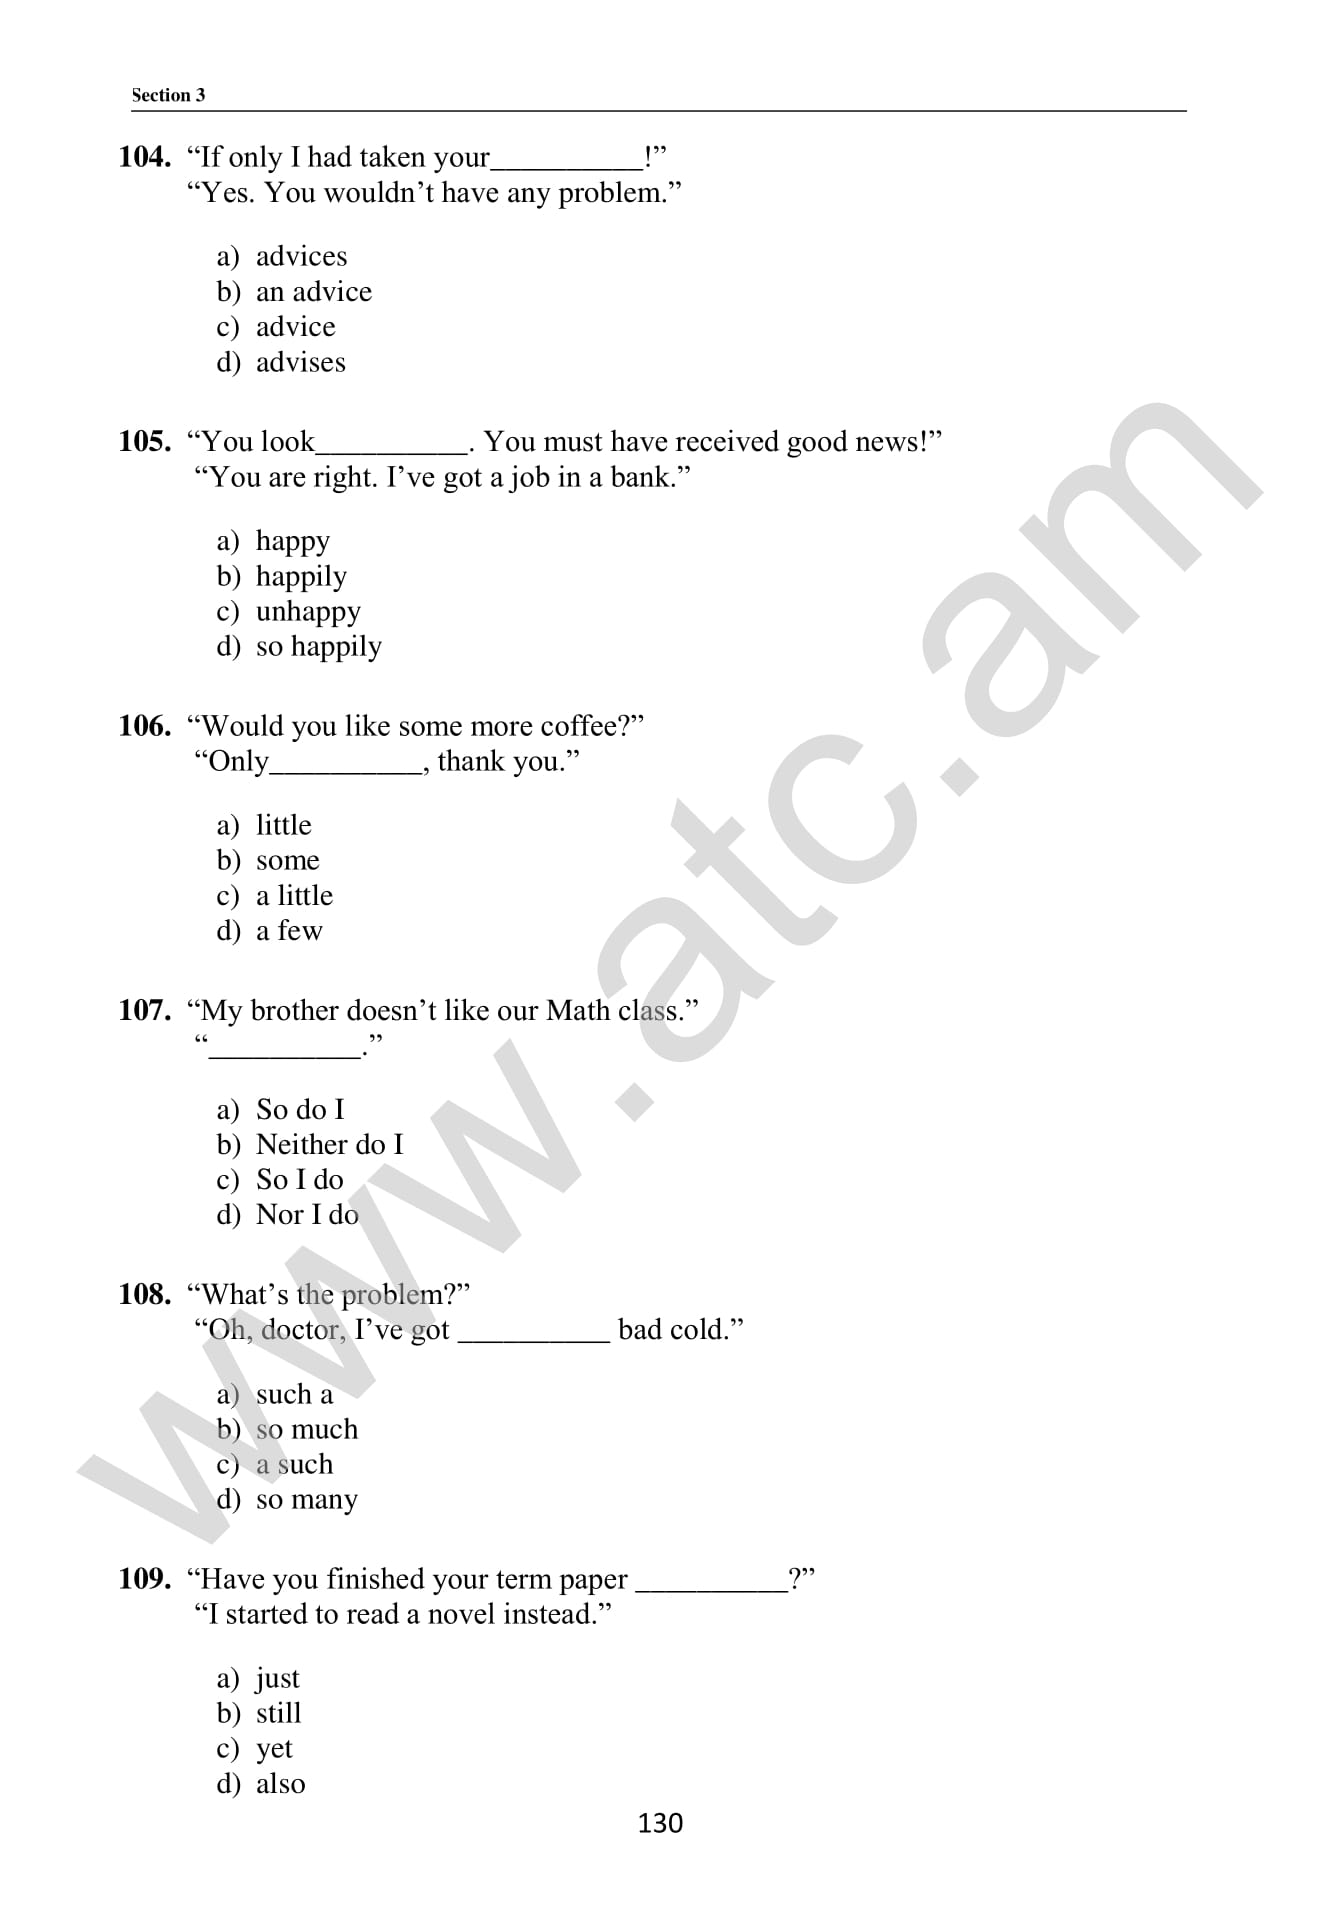 Section 3
104. “If only I had taken your__________!”
“Yes. You wouldn’t have any problem.”
a) advices
b) an advice
c) advice
d) advises
105. “You look__________. You must have received good news!”
“You are right. I’ve got a job in a bank.”
a) happy
b) happily
c) unhappy
d) so happily
106. “Would you like some more coffee?”
“Only__________, thank you.”
a) little
b) some
c) a little
d) a few
107. “My brother doesn’t like our Math class.”
“__________.”
a) So do I
b) Neither do I
c) So I do
d) Nor I do
108. “What’s the problem?”
“Oh, doctor, I’ve got __________ bad cold.”
a) such a
b) so much
c) a such
d) so many
109. “Have you finished your term paper __________?”
“I started to read a novel instead.”
a) just
b) still
c) yet
d) also
130
www.atc.am